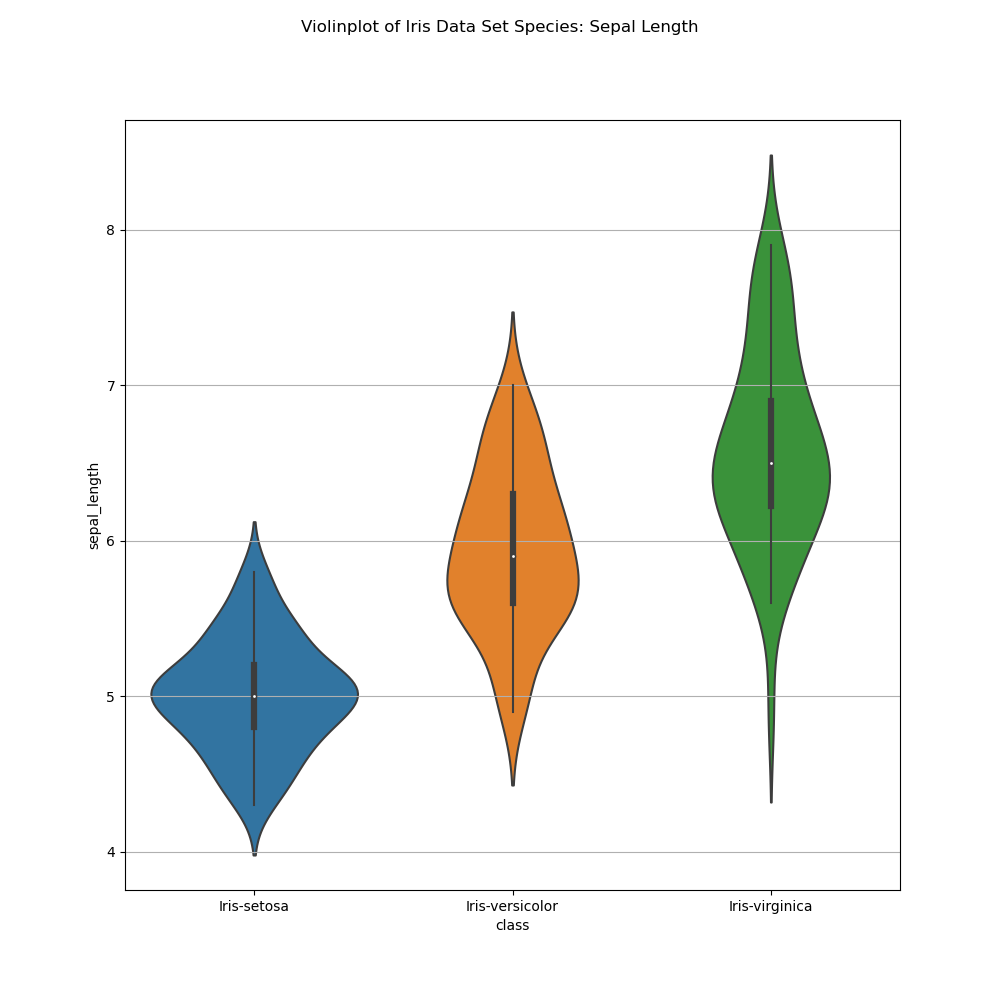 Violinplot of Iris Data Set Species: Sepal Length
sepal_length
8
7
6
5
4
Iris-setosa
Iris-versicolor
Iris-virginica
class